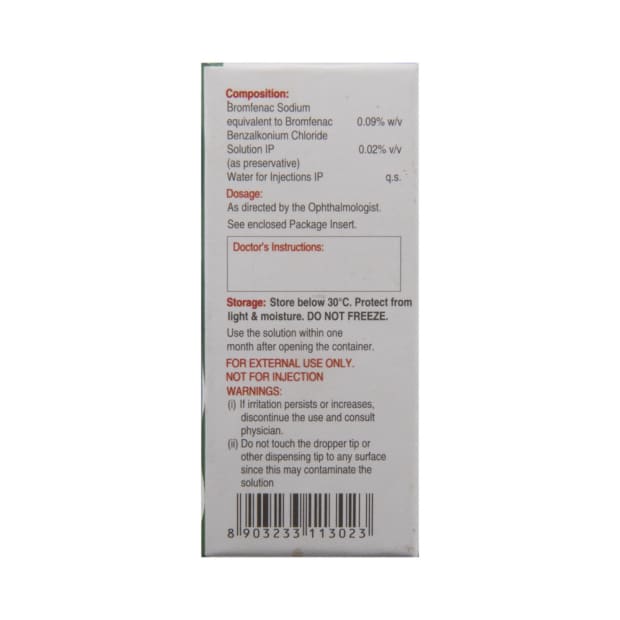 Composition:
Bromfenac Sodium
equivalent to Bromfenac 0.09% w/v
Benzalkonium Chloride
Solution IP 0.02% v/v
(as preservative)
Water for Injections IP q.s.
Dosage:
As directed by the Ophthalmologist.
See enclosed Package Insert.
Doctor's Instructions:
Storage: Store below 30°C. Protect from
light & moisture. DO NOT FREEZE.
Use the solution within one
month after opening the container.
FOR EXTERNAL USE ONLY.
NOT FOR INJECTION
WARNINGS:
(i) If irritation persists or increases,
discontinue the use and consult
physician.
(ii) Do not touch the dropper tip or
other dispensing tip to any surface
since this may contaminate the
solution
8 903233 113023